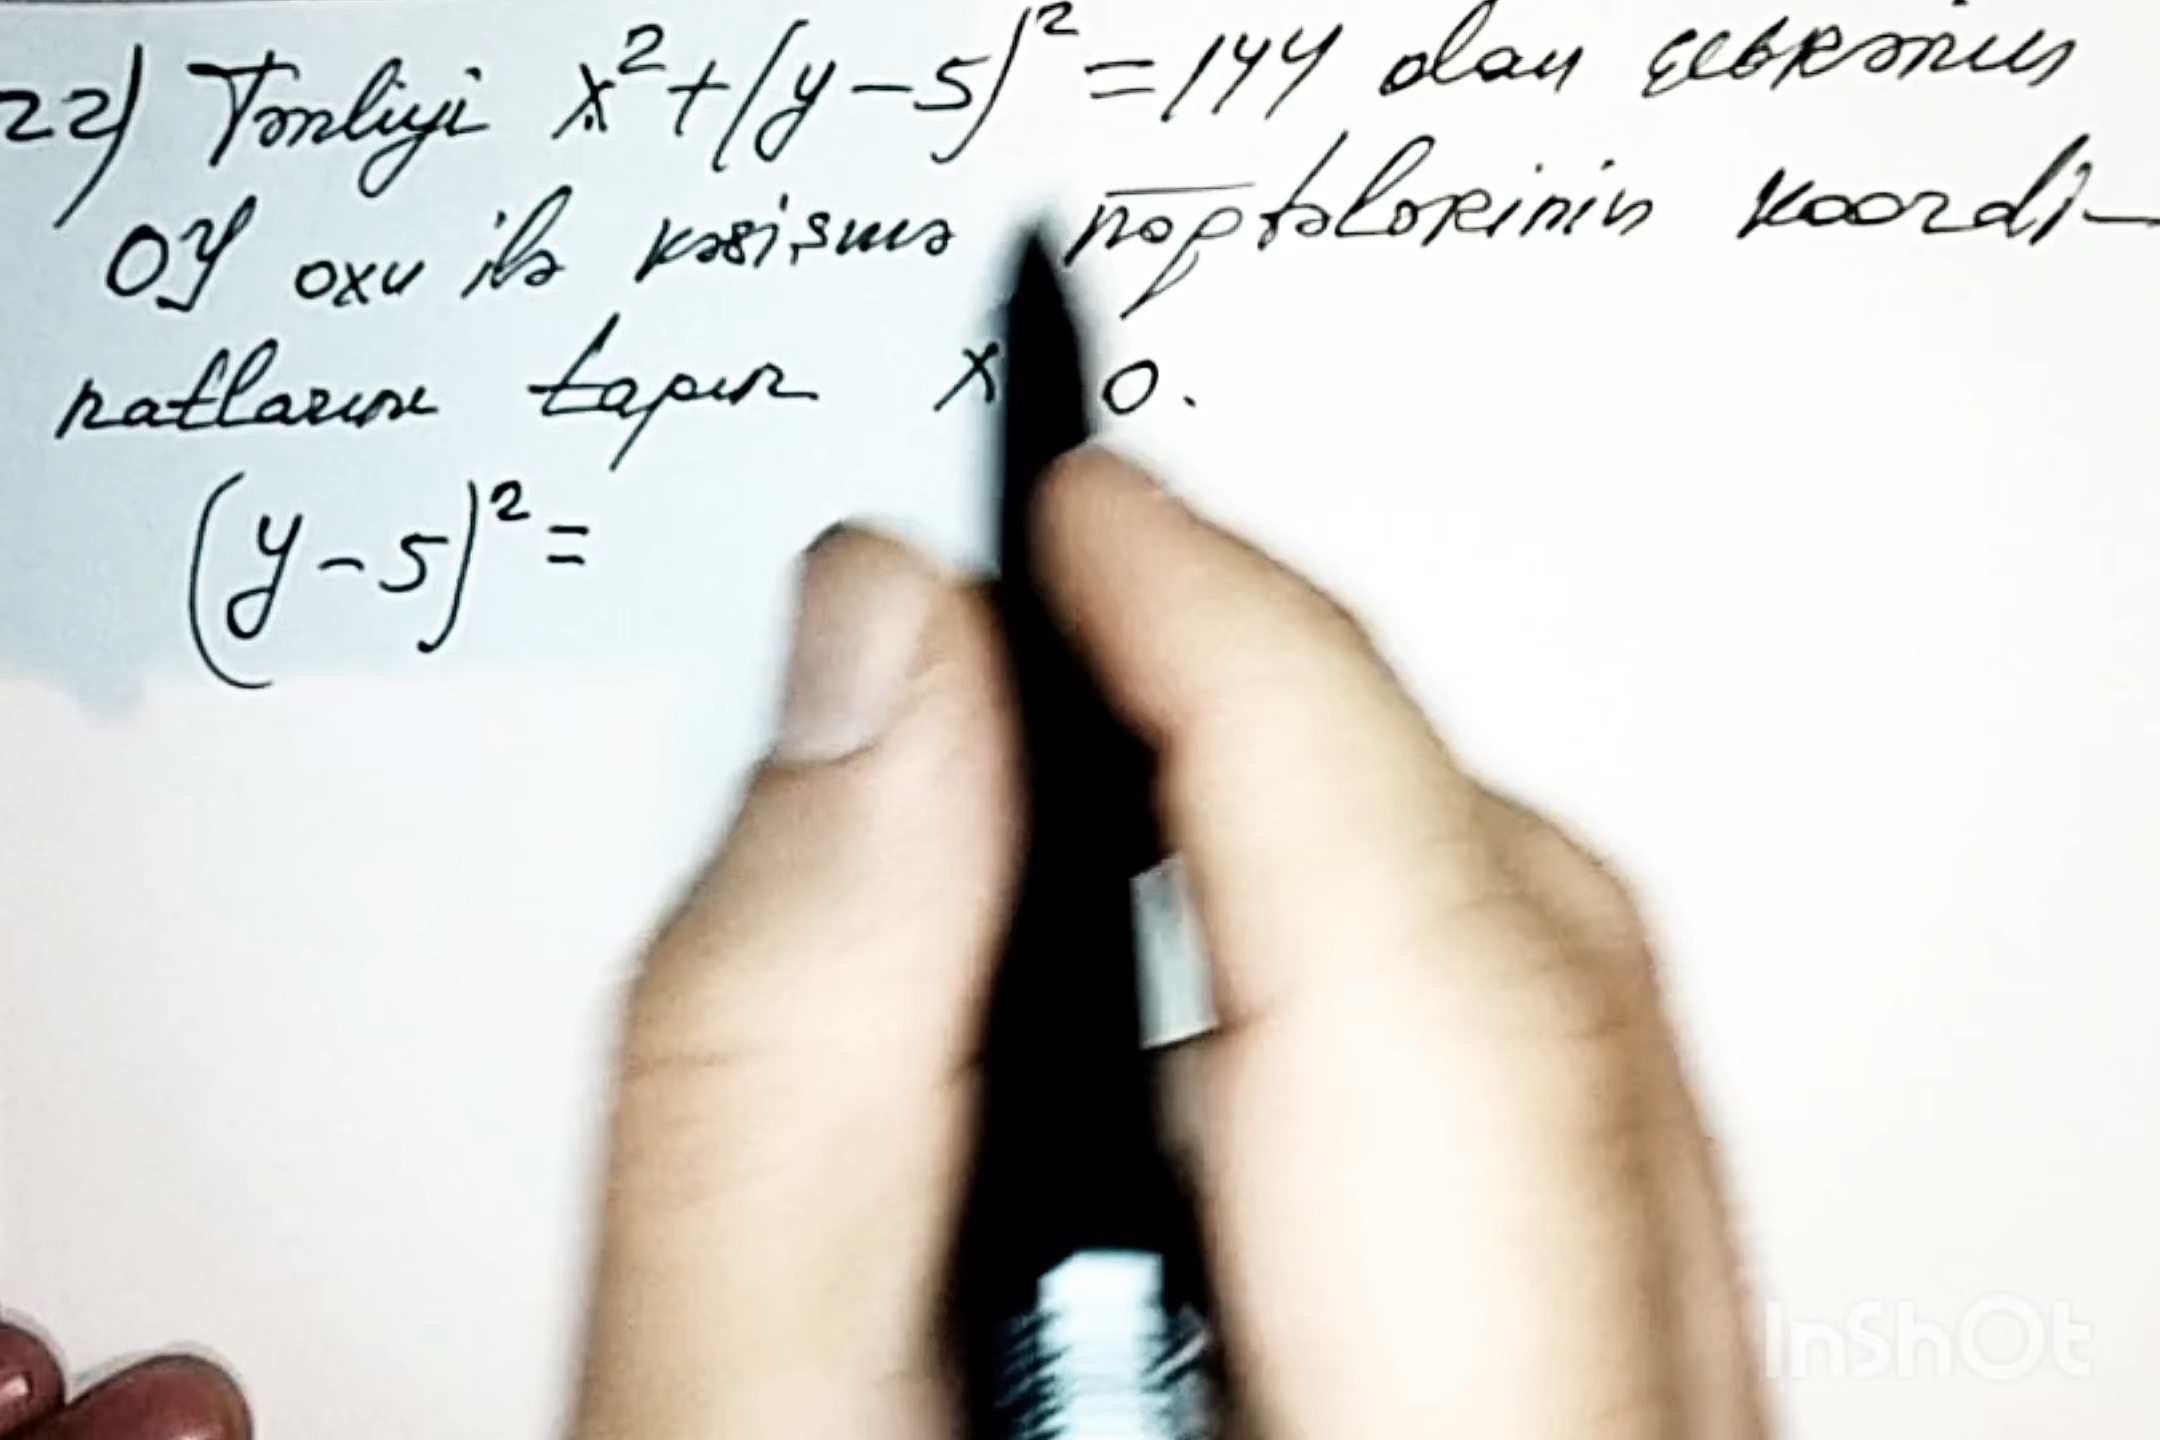 22) Tənliyi x²+(y-5)²=144 olan çevrənin
OY oxu ilə kəsişmə nöqtələrinin koordi-
natlarını tapın x 0.
(y-5)²=
InShOt